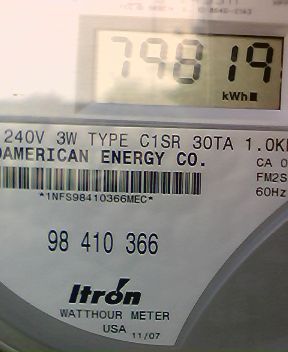 79819
kWh
240V 3W TYPE C1SR 30TA 1.0K
AMERICAN ENERGY CO.
CA 0
FM2S
60Hz
*1NFS98410366MEC*
98 410 366
Itron
WATTHOUR METER
USA 11/07